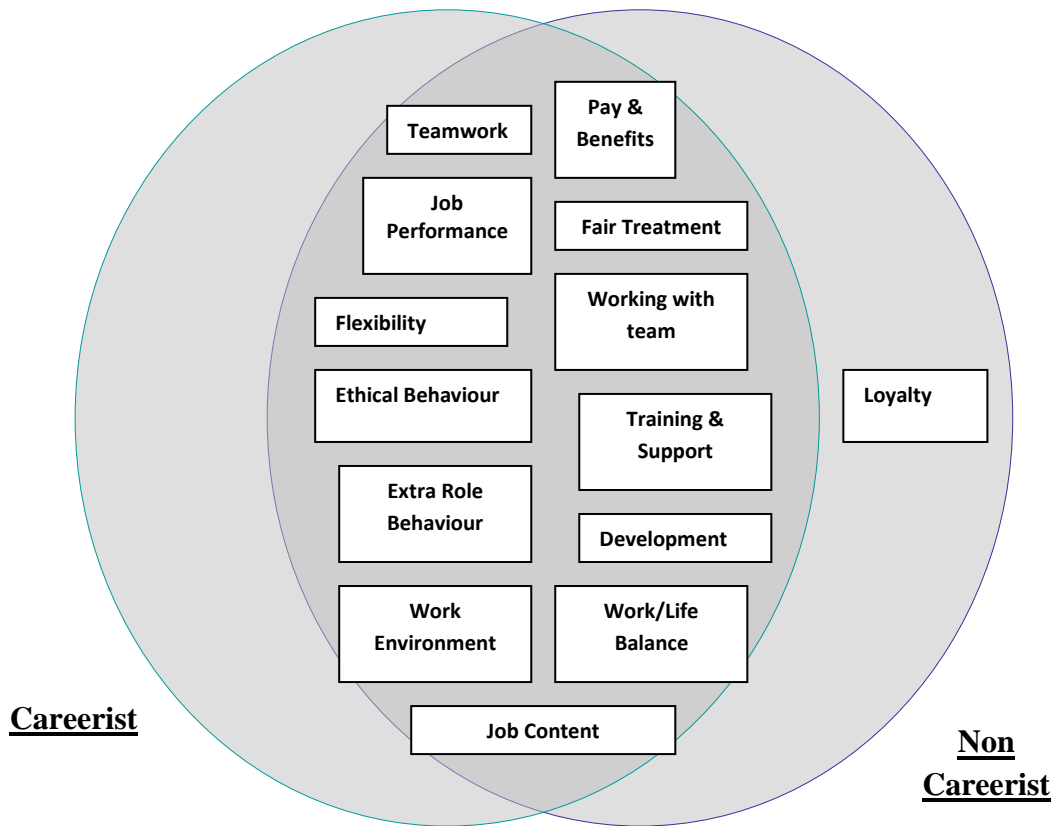 Teamwork
Pay &
Benefits
Job
Performance
Fair Treatment
Flexibility
Working with
team
Ethical Behaviour
Loyalty
Training &
Support
Extra Role
Behaviour
Development
Work
Environment
Work/Life
Balance
Careerist
Job Content
Non
Careerist